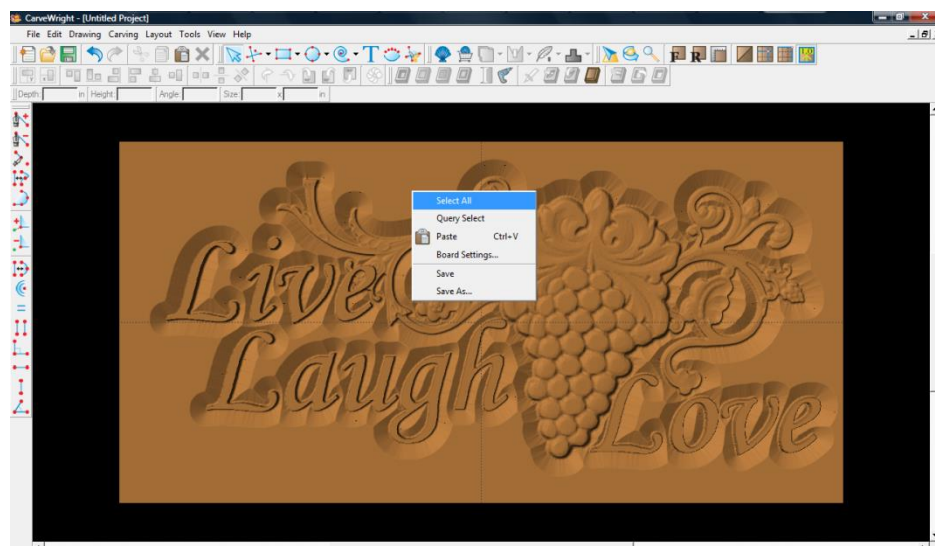 CarveWright - [Untitled Project]
File Edit Drawing Carving Layout Tools View Help
T
F R
Depth: in Height: Angle: Size: x in
Select All
Query Select
Paste Ctrl+V
Board Settings...
Save
Save As...
Live
Laugh
Love